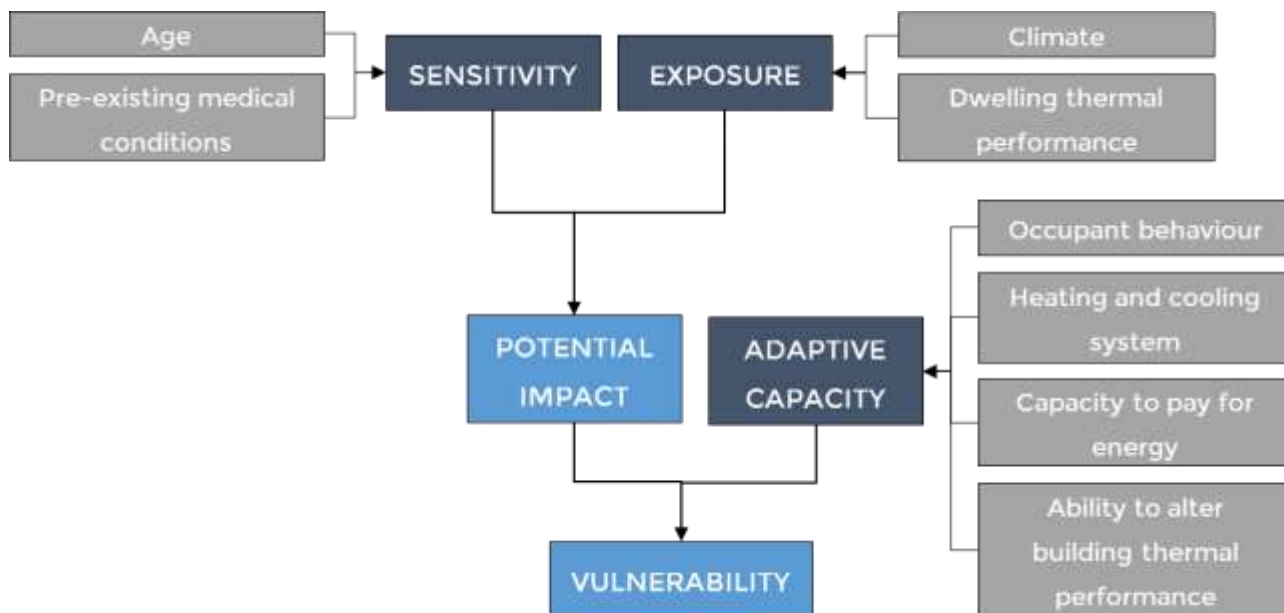 Age
SENSITIVITY
EXPOSURE
Climate
Pre-existing medical
conditions
Dwelling thermal
performance
Occupant behaviour
Heating and cooling
system
POTENTIAL
IMPACT
ADAPTIVE
CAPACITY
Capacity to pay for
energy
Ability to alter
building thermal
performance
VULNERABILITY